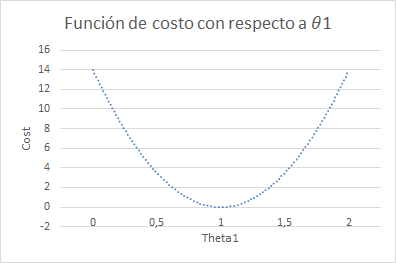 Función de costo con respecto a 𝜃1
16
14
12
10
8
6
4
2
0
-2
Cost
0 0,5 1 1,5 2
Theta1